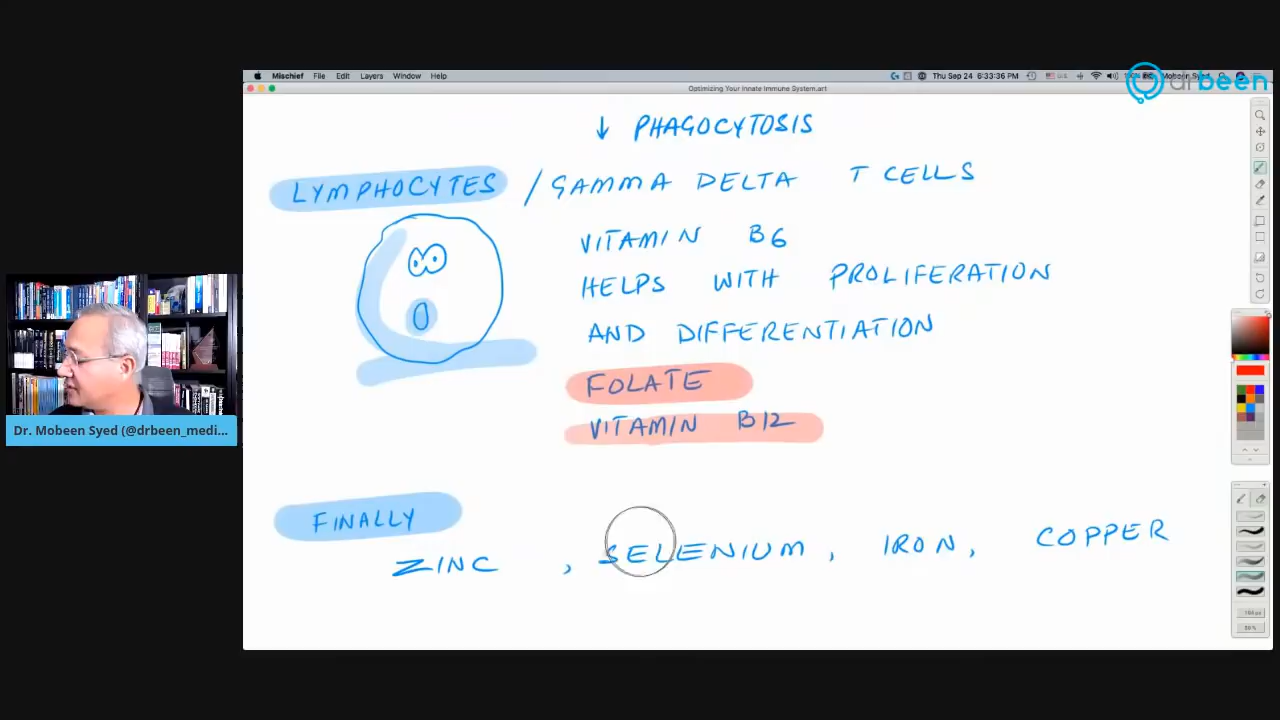 Mischief File Edit Layers Window Help
Thu Sep 24 6:33:36 PM
Mobeen Syed
drbeen
Optimizing Your Innate Immune System.art
↓ PHAGOCYTOSIS
LYMPHOCYTES / GAMMA DELTA T CELLS
VITAMIN B6
HELPS WITH PROLIFERATION
AND DIFFERENTIATION
FOLATE
VITAMIN B12
Dr. Mobeen Syed (@drbeen_medi...
FINALLY
ZINC , SELENIUM, IRON, COPPER